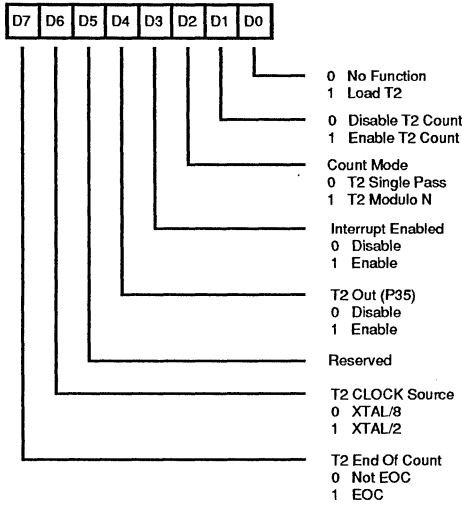 D7 D6 D5 D4 D3 D2 D1 D0
0 No Function
1 Load T2
0 Disable T2 Count
1 Enable T2 Count
Count Mode
0 T2 Single Pass
1 T2 Modulo N
Interrupt Enabled
0 Disable
1 Enable
T2 Out (P35)
0 Disable
1 Enable
Reserved
T2 CLOCK Source
0 XTAL/8
1 XTAL/2
T2 End Of Count
0 Not EOC
1 EOC